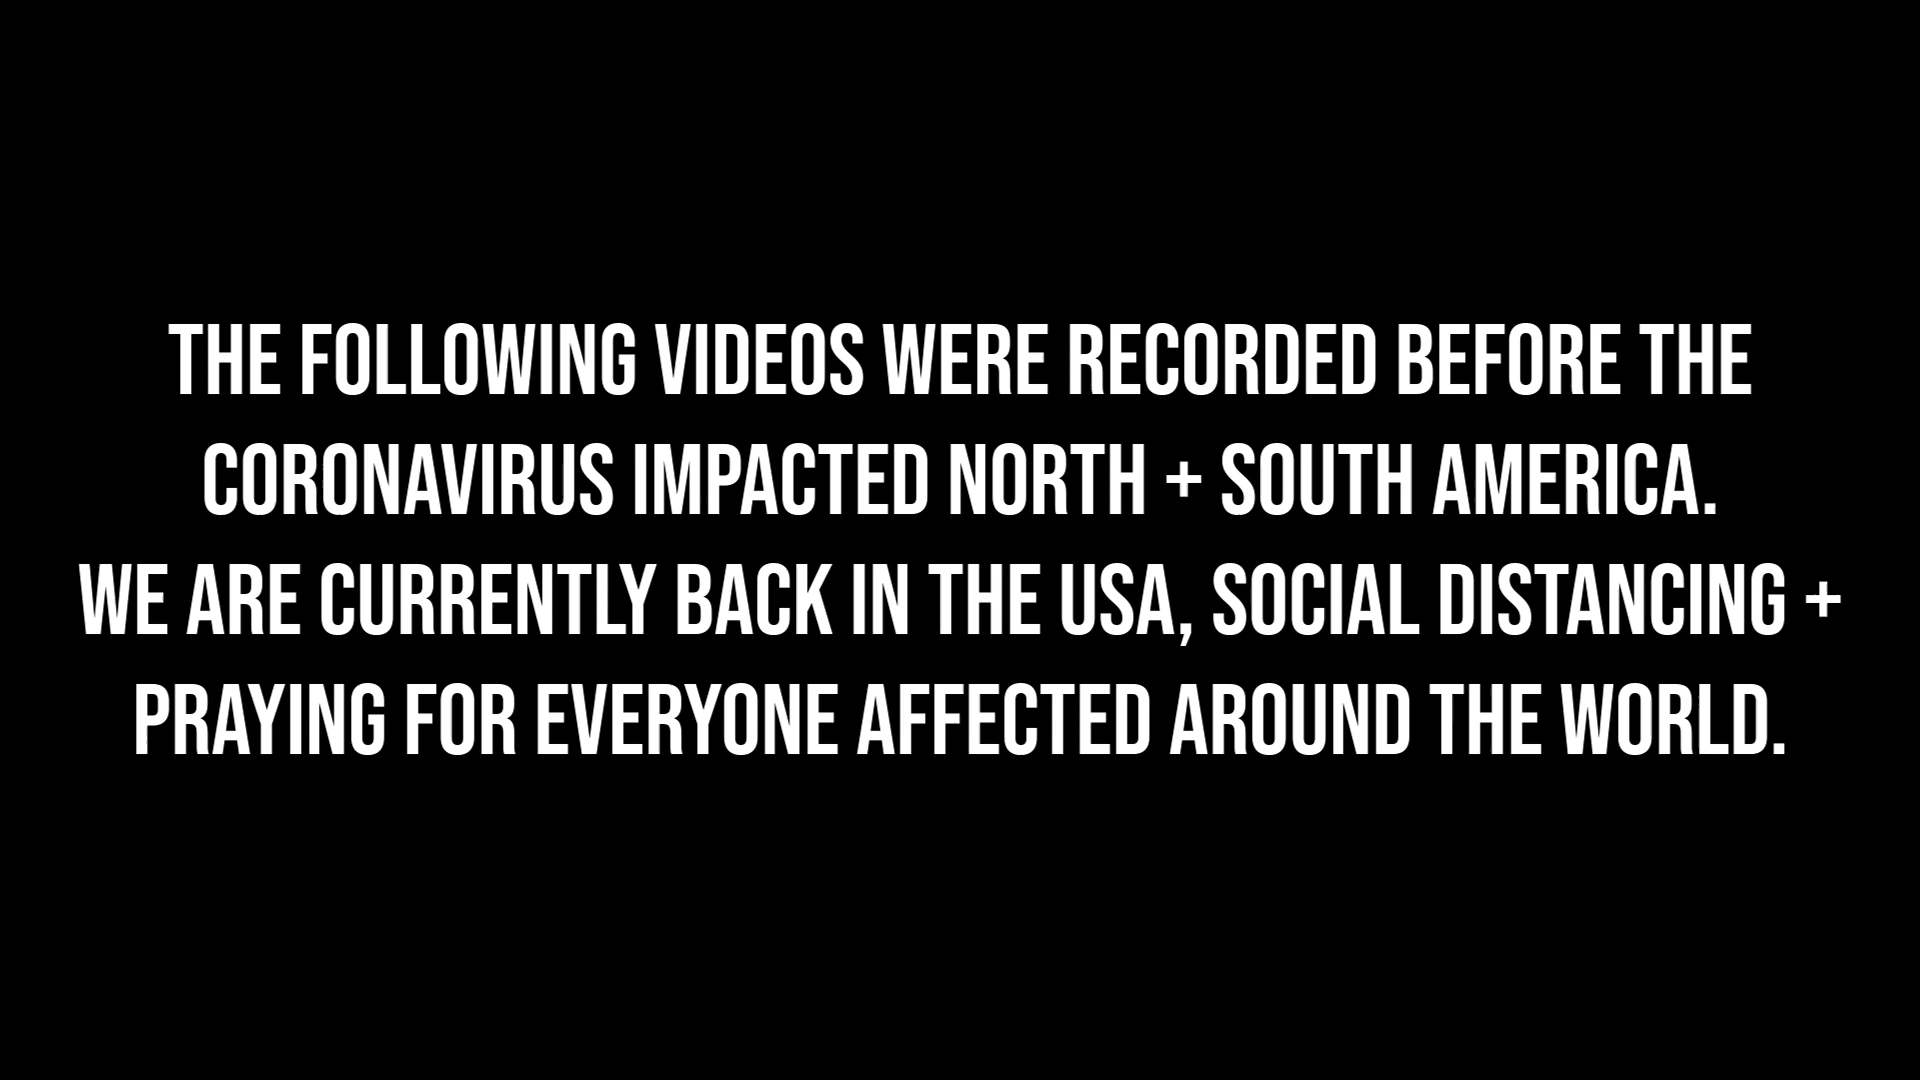 THE FOLLOWING VIDEOS WERE RECORDED BEFORE THE
CORONAVIRUS IMPACTED NORTH + SOUTH AMERICA.
WE ARE CURRENTLY BACK IN THE USA, SOCIAL DISTANCING +
PRAYING FOR EVERYONE AFFECTED AROUND THE WORLD.